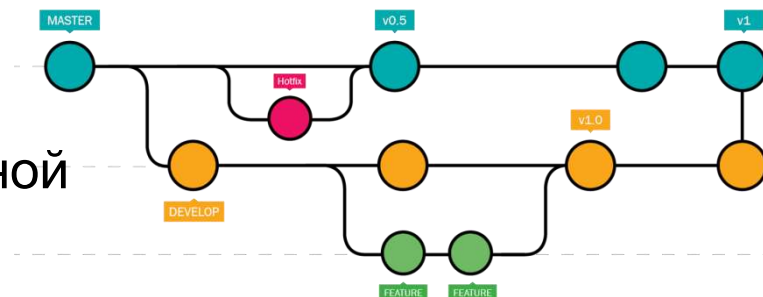 MASTER
v0.5
v1
Hotfix
v1.0
ной
DEVELOP
FEATURE
FEATURE